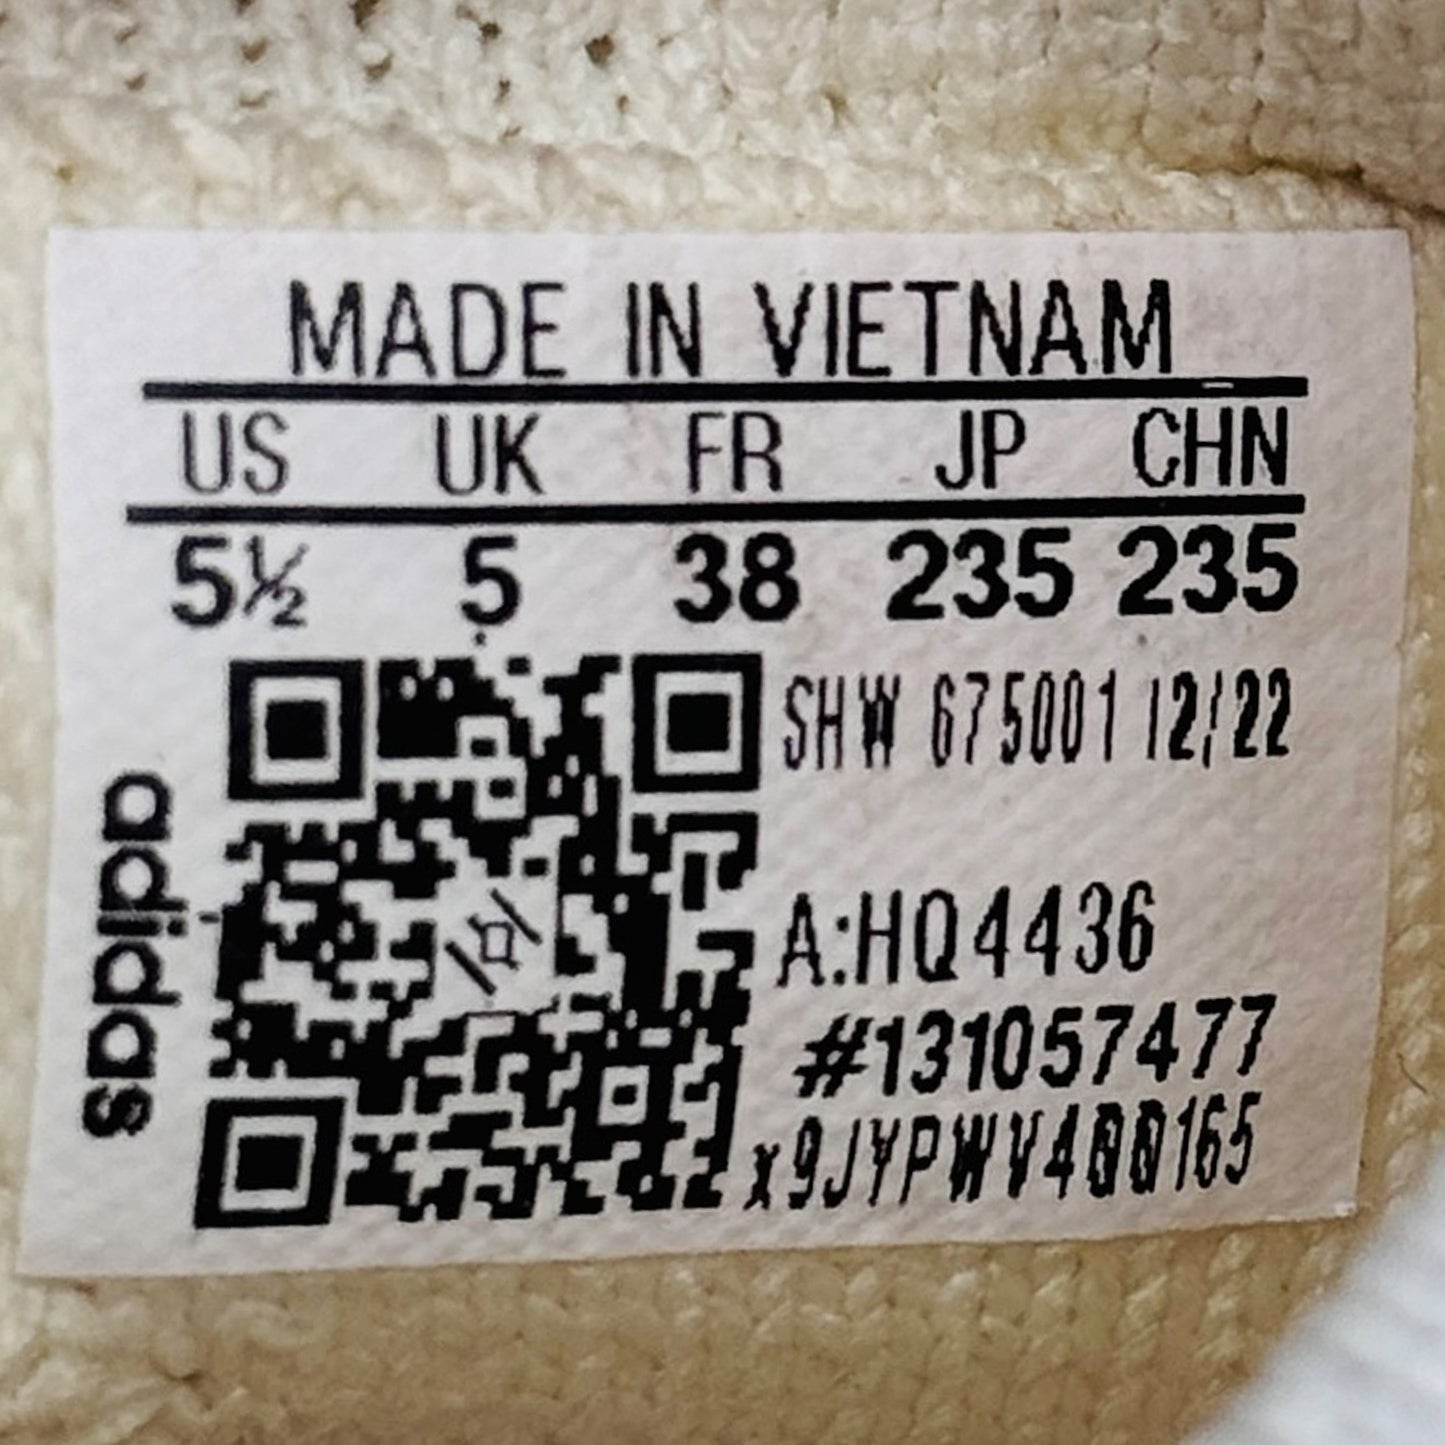 MADE IN VIETNAM
US UK FR JP CHN
5½ 5 38 235 235
SHW 675001 12/22
A:HQ4436
#131057477
x9JYPWV400165
adidas